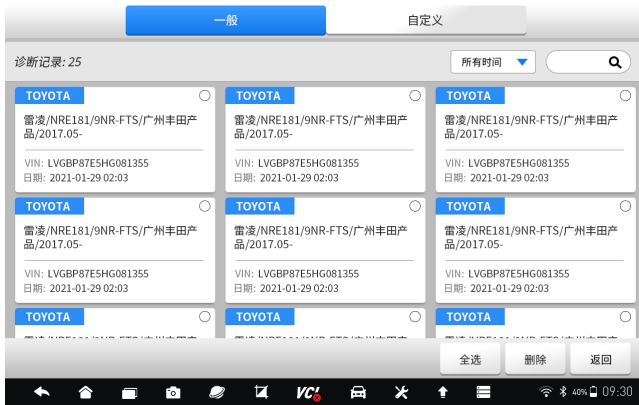 一般 自定义
诊断记录: 25 所有时间
TOYOTA TOYOTA TOYOTA
雷凌/NRE181/9NR-FTS/广州丰田产 雷凌/NRE181/9NR-FTS/广州丰田产 雷凌/NRE181/9NR-FTS/广州丰田产
品/2017.05- 品/2017.05- 品/2017.05-
VIN: LVGBP87E5HG081355 VIN: LVGBP87E5HG081355 VIN: LVGBP87E5HG081355
日期: 2021-01-29 02:03 日期: 2021-01-29 02:03 日期: 2021-01-29 02:03
TOYOTA TOYOTA TOYOTA
雷凌/NRE181/9NR-FTS/广州丰田产 雷凌/NRE181/9NR-FTS/广州丰田产 雷凌/NRE181/9NR-FTS/广州丰田产
品/2017.05- 品/2017.05- 品/2017.05-
VIN: LVGBP87E5HG081355 VIN: LVGBP87E5HG081355 VIN: LVGBP87E5HG081355
日期: 2021-01-29 02:03 日期: 2021-01-29 02:03 日期: 2021-01-29 02:03
TOYOTA TOYOTA TOYOTA
全选 删除 返回
VCI 40% 09:30